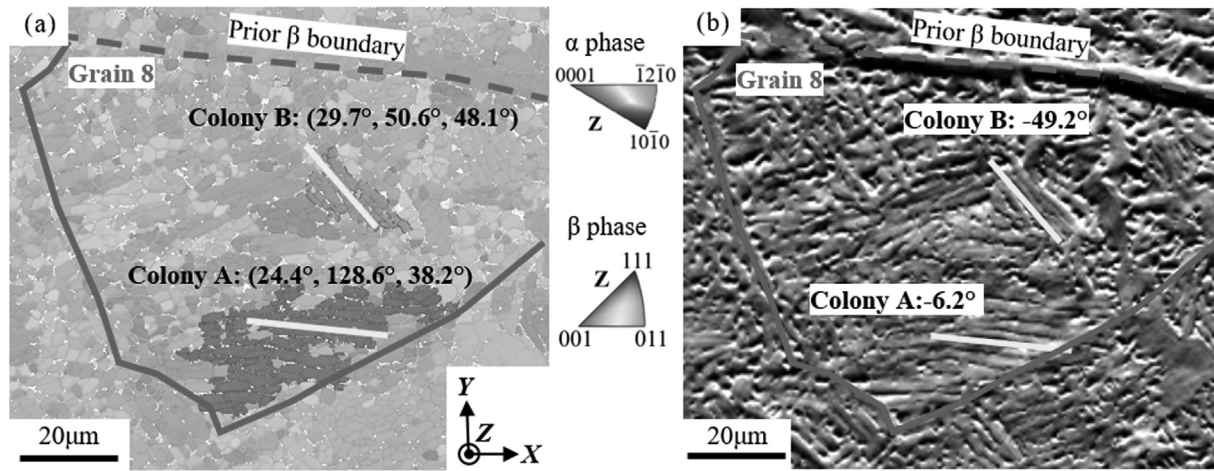 (a)
Prior β boundary
Grain 8
Colony B: (29.7°, 50.6°, 48.1°)
Colony A: (24.4°, 128.6°, 38.2°)
20μm
Y
Z
X
α phase
0001
1̄21̄0
Z
101̄0
β phase
Z
111
001
011
(b)
Prior β boundary
Grain 8
Colony B: -49.2°
Colony A:-6.2°
20μm